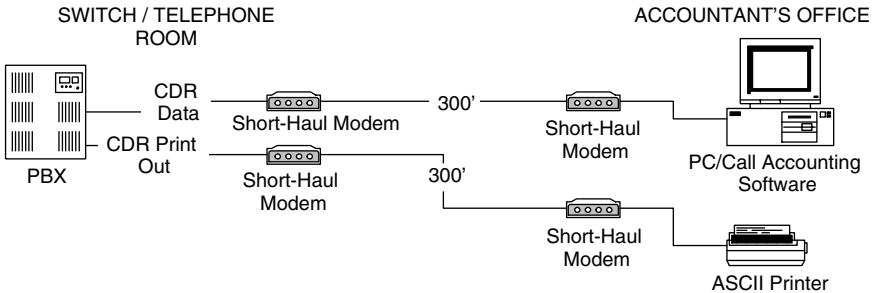 SWITCH / TELEPHONE
ROOM
ACCOUNTANT'S OFFICE
CDR
Data
300'
Short-Haul Modem
Short-Haul
Modem
PC/Call Accounting
Software
PBX
CDR Print
Out
Short-Haul
Modem
300'
Short-Haul
Modem
ASCII Printer